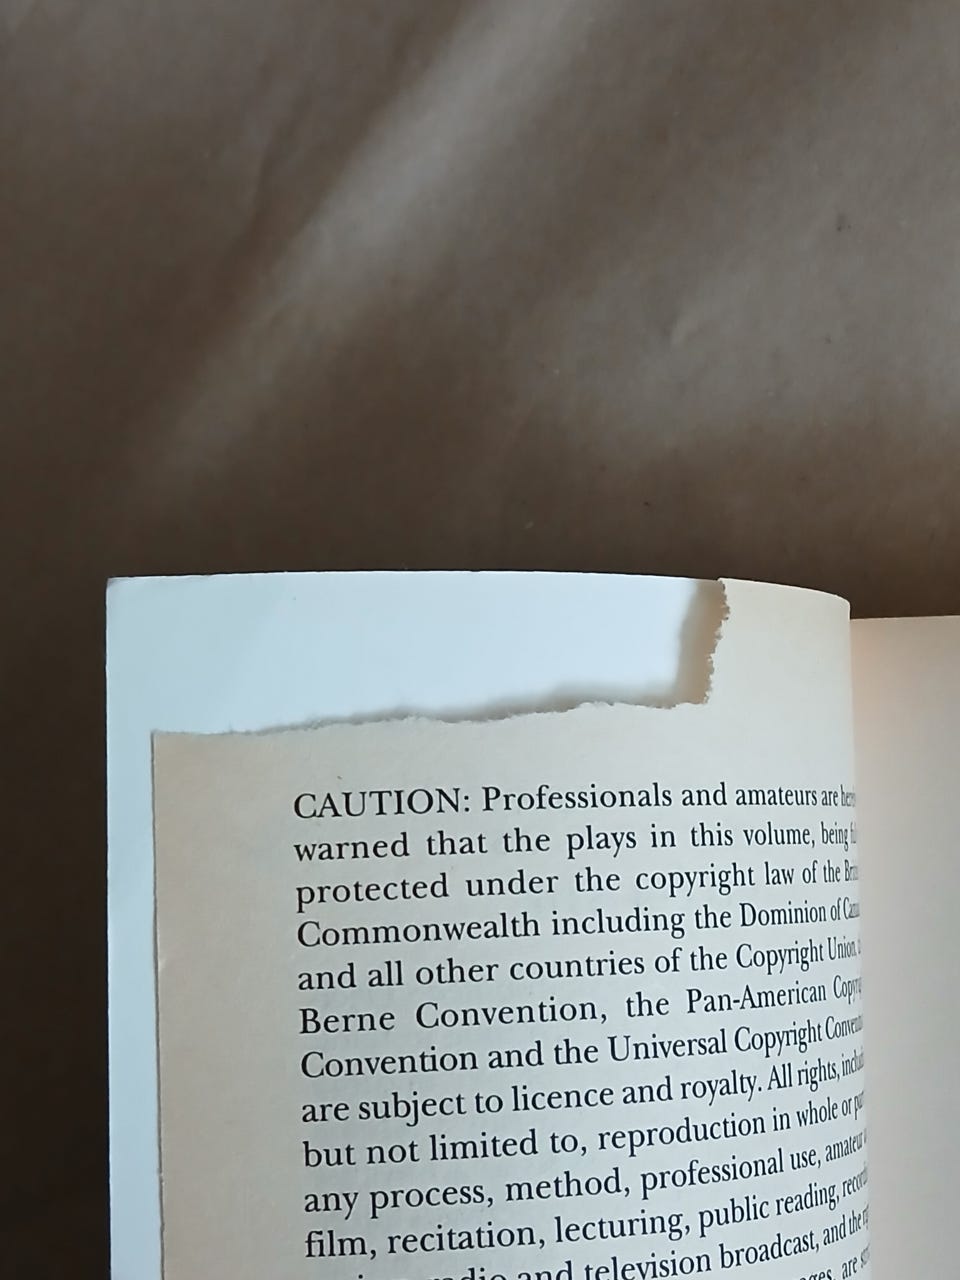 CAUTION: Professionals and amateurs are
warned that the plays in this volume, being
protected under the copyright law of the
Commonwealth including the Dominion of
and all other countries of the Copyright Union,
Berne Convention, the Pan-American
Convention and the Universal Copyright
are subject to licence and royalty. All rights,
but not limited to, reproduction in whole or
any process, method, professional use, amateur
film, recitation, lecturing, public reading,
and television broadcast, and the
are